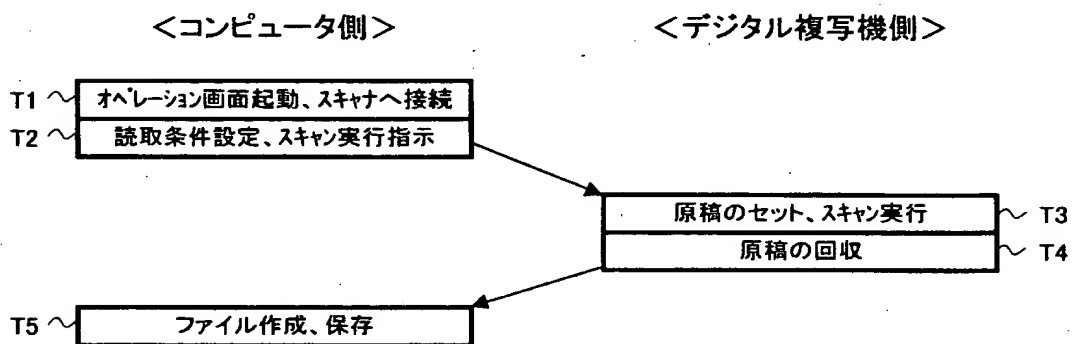 <コンピュータ側>
<デジタル複写機側>
T1 オペレーション画面起動、スキャナへ接続
T2 読取条件設定、スキャン実行指示
原稿のセット、スキャン実行 T3
原稿の回収 T4
T5 ファイル作成、保存